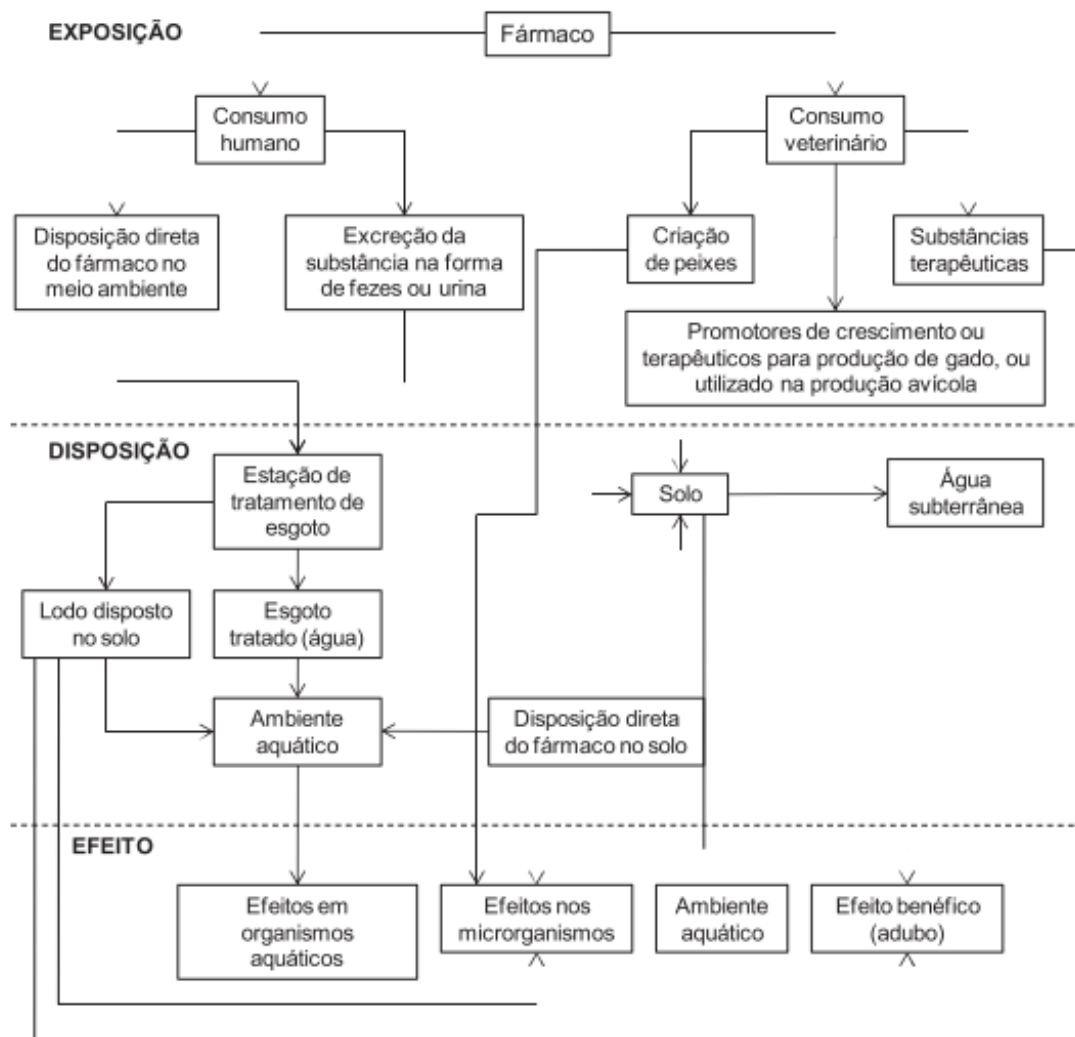 EXPOSIÇÃO
Fármaco
Consumo
humano
Consumo
veterinário
Disposição direta
do fármaco no
meio ambiente
Excreção da
substância na forma
de fezes ou urina
Criação
de peixes
Substâncias
terapêuticas
Promotores de crescimento ou
terapêuticos para produção de gado, ou
utilizado na produção avícola
DISPOSIÇÃO
Estação de
tratamento de
esgoto
Solo
Água
subterrânea
Lodo disposto
no solo
Esgoto
tratado (água)
Ambiente
aquático
Disposição direta
do fármaco no solo
EFEITO
Efeitos em
organismos
aquáticos
Efeitos nos
microrganismos
Ambiente
aquático
Efeito benéfico
(adubo)